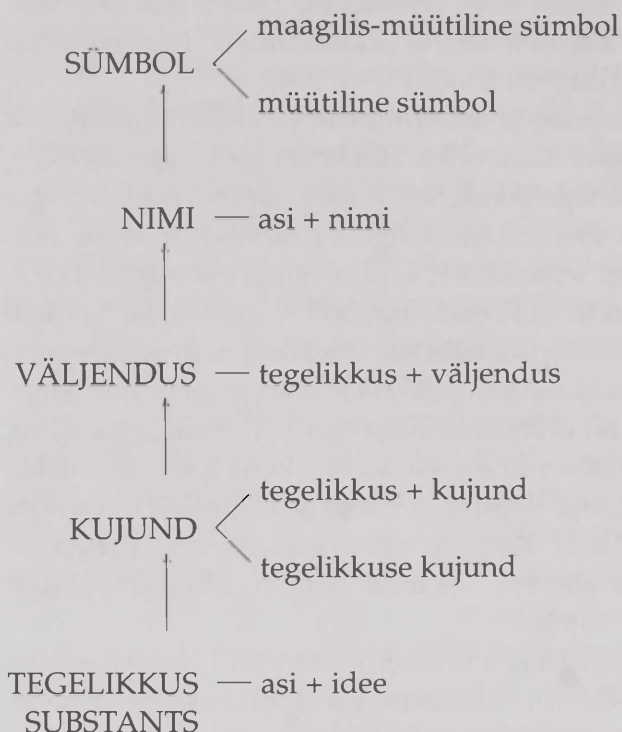 maagilis-müütiline sümbol
SÜMBOL
müütiline sümbol
NIMI — asi + nimi
VÄLJENDUS — tegelikkus + väljendus
tegelikkus + kujund
KUJUND
tegelikkuse kujund
TEGELIKKUS — asi + idee
SUBSTANTS